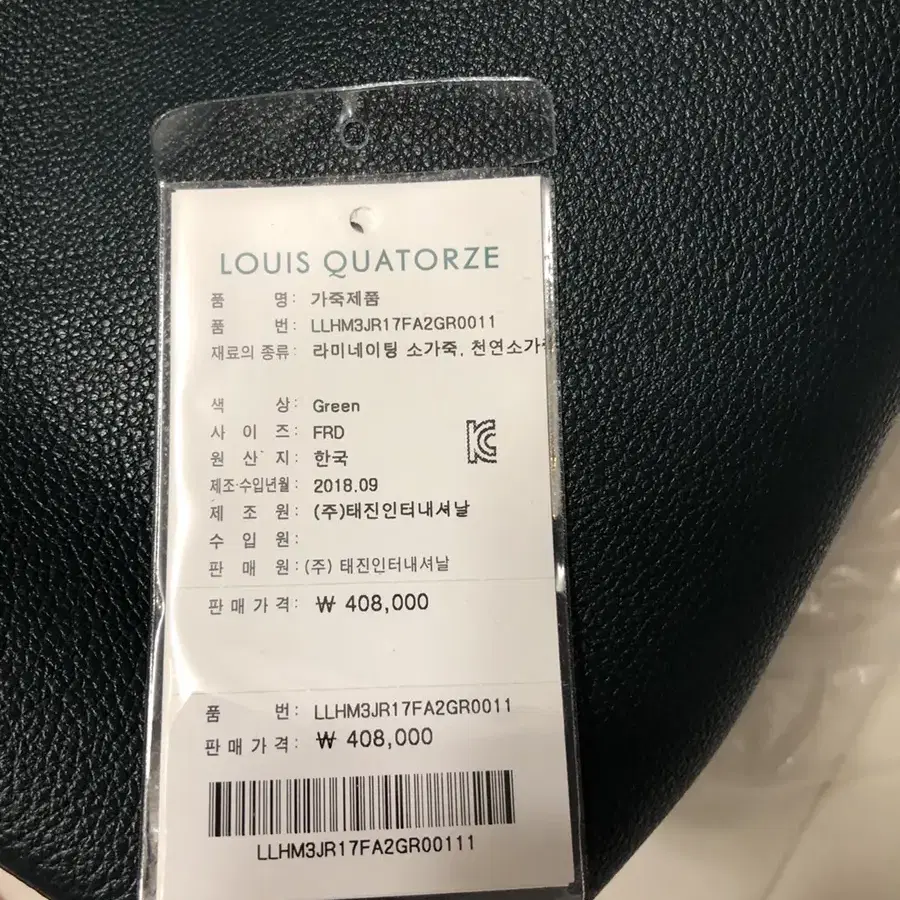 LOUIS QUATORZE
품 명: 가죽제품
품 번: LLHM3JR17FA2GR0011
재료의 종류: 라미네이팅 소가죽, 천연소가
색 상: Green
사 이 즈: FRD
원 산 지: 한국
제조·수입년월: 2018.09
제 조 원: (주)태진인터내셔날
수 입 원:
판 매 원: (주) 태진인터내셔날
판매가격: ₩ 408,000
품 번: LLHM3JR17FA2GR0011
판매가격: ₩ 408,000
LLHM3JR17FA2GR00111